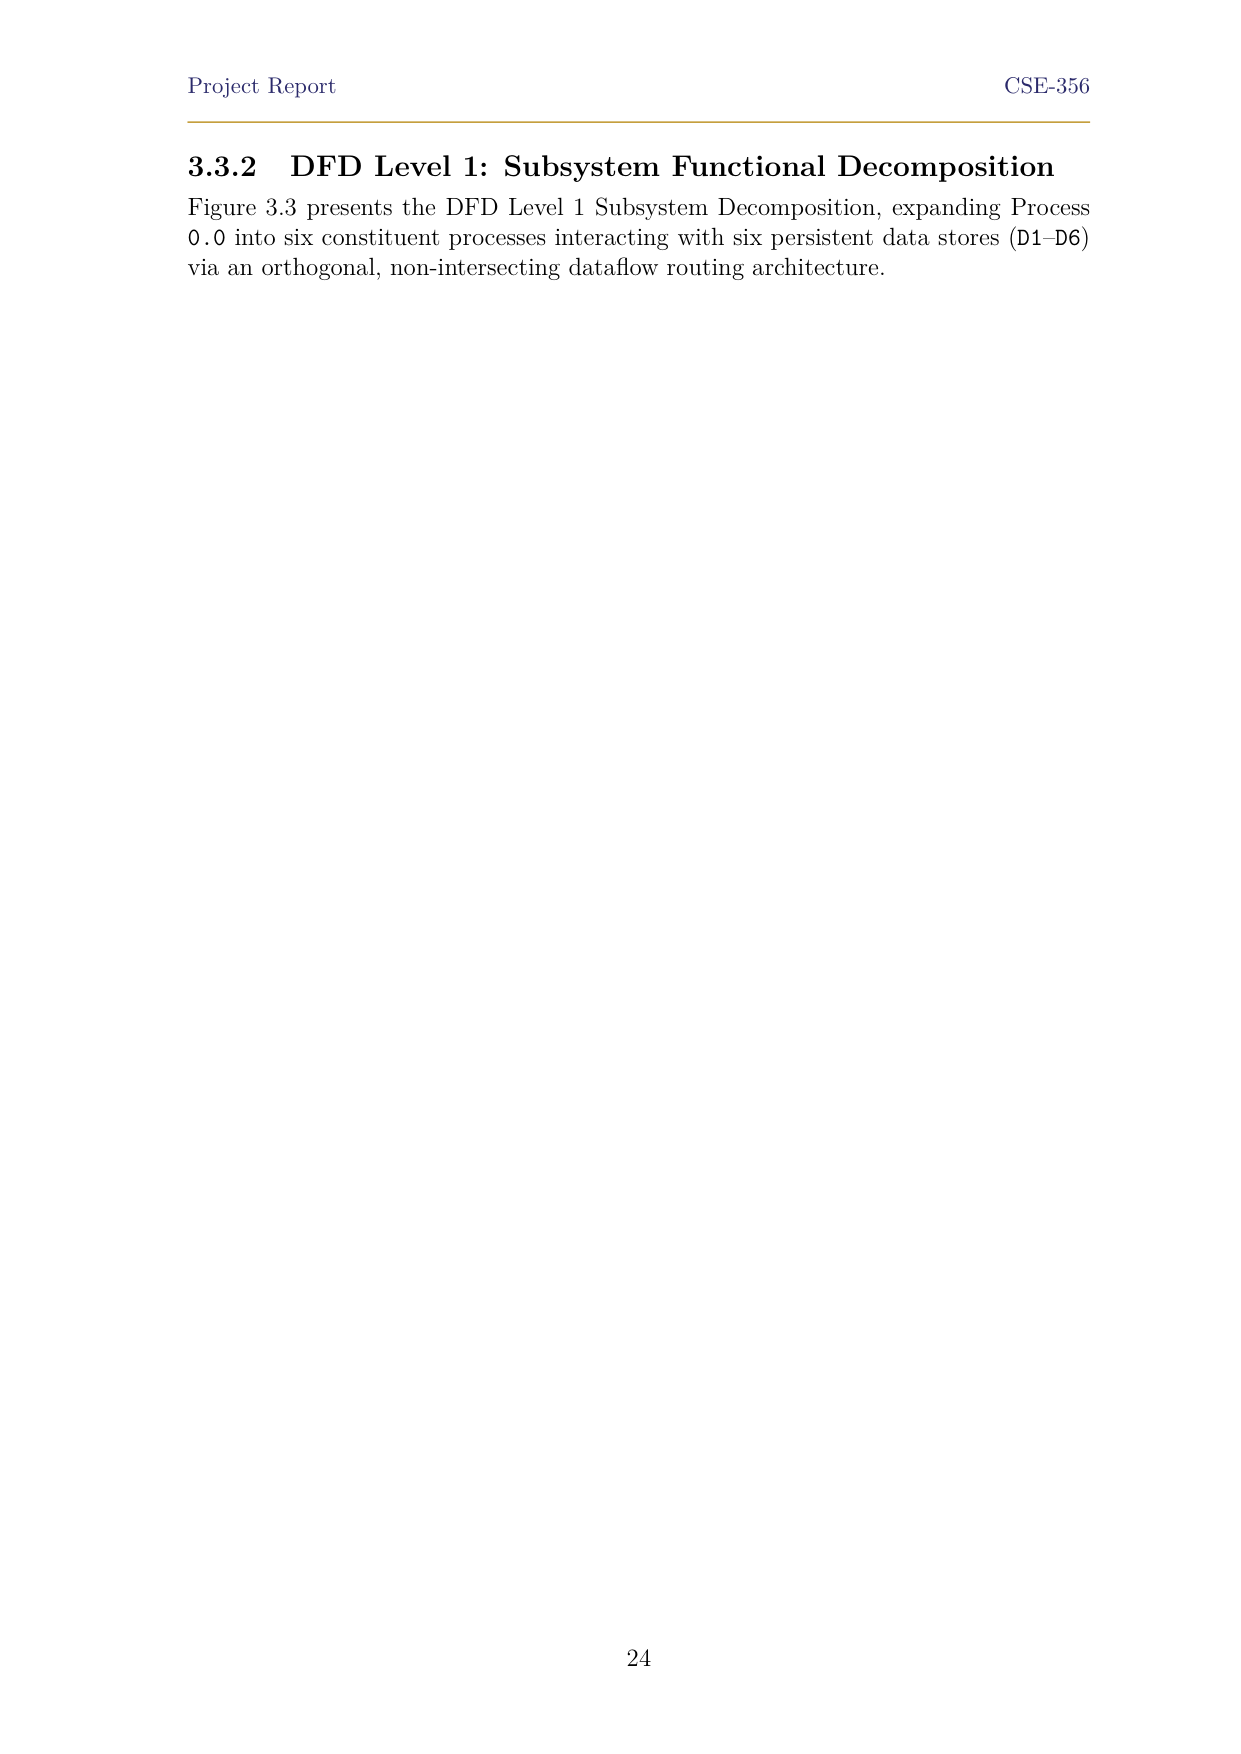 Project Report CSE-356
3.3.2 DFD Level 1: Subsystem Functional Decomposition
Figure 3.3 presents the DFD Level 1 Subsystem Decomposition, expanding Process
0.0 into six constituent processes interacting with six persistent data stores (D1–D6)
via an orthogonal, non-intersecting dataflow routing architecture.
24